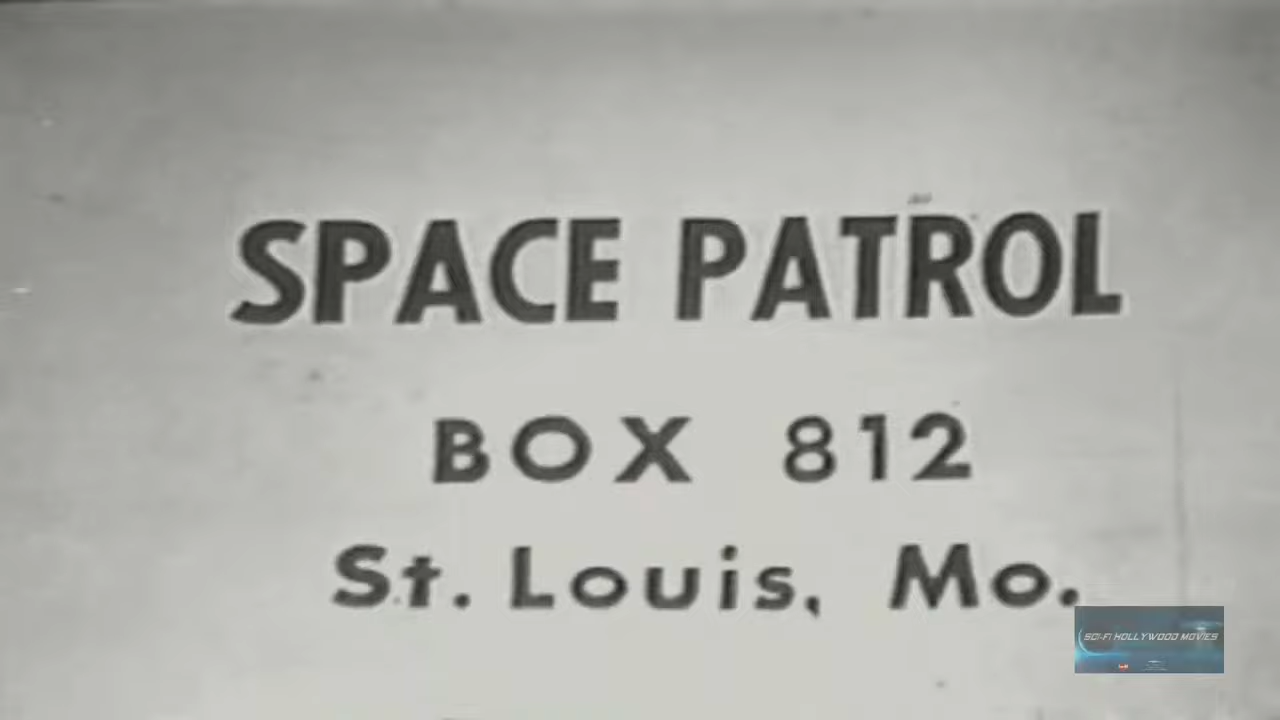 SPACE PATROL
BOX 812
St. Louis, Mo.
SCI-FI HOLLYWOOD MOVIES